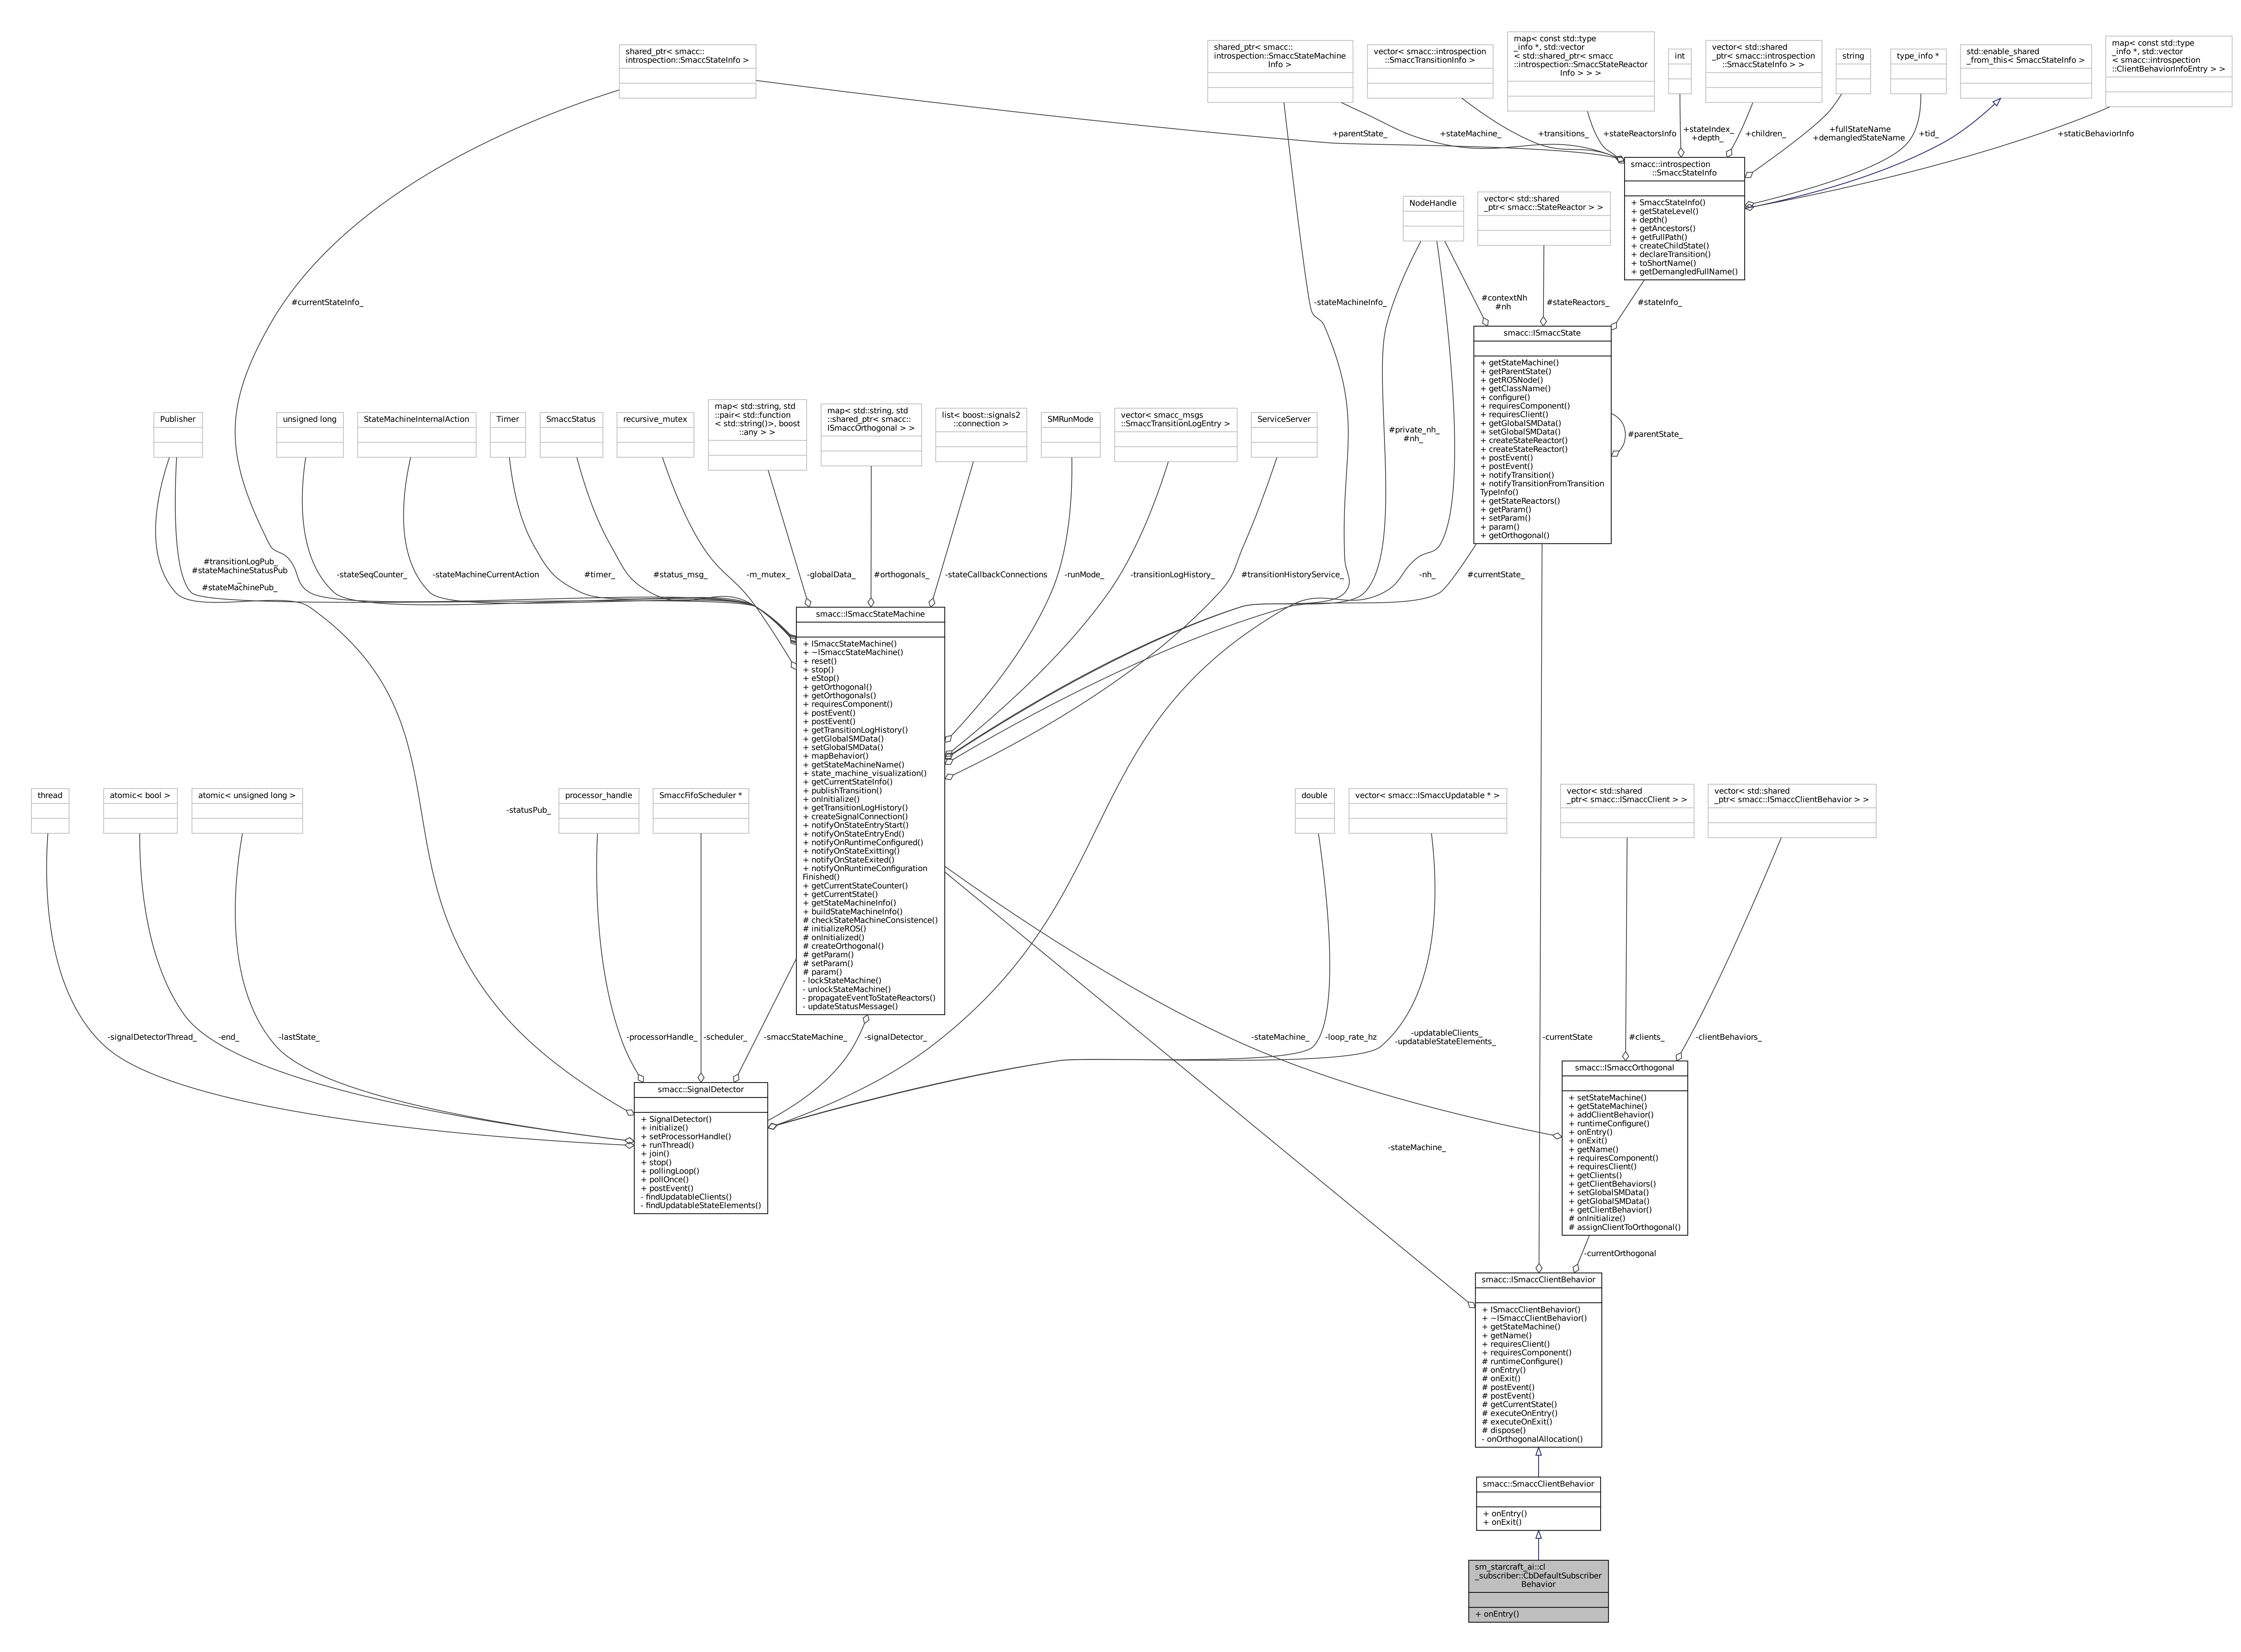 shared_ptr< smacc::
introspection::SmaccStateInfo >
shared_ptr< smacc::
introspection::SmaccStateMachine
Info >
vector< smacc::introspection
::SmaccTransitionInfo >
map< const std::type
_info *, std::vector
< std::shared_ptr< smacc
::introspection::SmaccStateReactor
Info > > >
int
vector< std::shared
_ptr< smacc::introspection
::SmaccStateInfo > >
string
type_info *
std::enable_shared
_from_this< SmaccStateInfo >
map< const std::type
_info *, std::vector
< smacc::introspection
::ClientBehaviorInfoEntry > >
+parentState_
+stateMachine_
+transitions_
+stateReactorsInfo
+stateIndex_
+depth_
+children_
+fullStateName
+demangledStateName
+tid_
+staticBehaviorInfo
smacc::introspection
::SmaccStateInfo
+ SmaccStateInfo()
+ getStateLevel()
+ depth()
+ getAncestors()
+ getFullPath()
+ createChildState()
+ declareTransition()
+ toShortName()
+ getDemangledFullName()
NodeHandle
vector< std::shared
_ptr< smacc::StateReactor > >
#currentStateInfo_
-stateMachineInfo_
#contextNh
#nh
#stateReactors_
#stateInfo_
smacc::ISmaccState
+ getStateMachine()
+ getParentState()
+ getROSNode()
+ getClassName()
+ configure()
+ requiresComponent()
+ requiresClient()
+ getGlobalSMData()
+ setGlobalSMData()
+ createStateReactor()
+ createStateReactor()
+ postEvent()
+ postEvent()
+ notifyTransition()
+ notifyTransitionFromTransition
TypeInfo()
+ getStateReactors()
+ getParam()
+ setParam()
+ param()
+ getOrthogonal()
#parentState_
#private_nh_
#nh_
Publisher
unsigned long
StateMachineInternalAction
Timer
SmaccStatus
recursive_mutex
map< std::string, std
::pair< std::function
< std::string()>, boost
::any > >
map< std::string, std
::shared_ptr< smacc::
ISmaccOrthogonal > >
list< boost::signals2
::connection >
SMRunMode
vector< smacc_msgs
::SmaccTransitionLogEntry >
ServiceServer
#transitionLogPub_
#stateMachineStatusPub
_
#stateMachinePub_
-stateSeqCounter_
-stateMachineCurrentAction
#timer_
#status_msg_
-m_mutex_
-globalData_
#orthogonals_
-stateCallbackConnections
-runMode_
-transitionLogHistory_
#transitionHistoryService_
-nh_
#currentState_
smacc::ISmaccStateMachine
+ ISmaccStateMachine()
+ ~ISmaccStateMachine()
+ reset()
+ stop()
+ eStop()
+ getOrthogonal()
+ getOrthogonals()
+ requiresComponent()
+ postEvent()
+ postEvent()
+ getTransitionLogHistory()
+ getGlobalSMData()
+ setGlobalSMData()
+ mapBehavior()
+ getStateMachineName()
+ state_machine_visualization()
+ getCurrentStateInfo()
+ publishTransition()
+ onInitialize()
+ getTransitionLogHistory()
+ createSignalConnection()
+ notifyOnStateEntryStart()
+ notifyOnStateEntryEnd()
+ notifyOnRuntimeConfigured()
+ notifyOnStateExitting()
+ notifyOnStateExited()
+ notifyOnRuntimeConfiguration
Finished()
+ getCurrentStateCounter()
+ getCurrentState()
+ getStateMachineInfo()
+ buildStateMachineInfo()
# checkStateMachineConsistence()
# initializeROS()
# onInitialized()
# createOrthogonal()
# getParam()
# setParam()
# param()
- lockStateMachine()
- unlockStateMachine()
- propagateEventToStateReactors()
- updateStatusMessage()
thread
atomic< bool >
atomic< unsigned long >
-statusPub_
processor_handle
SmaccFifoScheduler *
double
vector< smacc::ISmaccUpdatable * >
vector< std::shared
_ptr< smacc::ISmaccClient > >
vector< std::shared
_ptr< smacc::ISmaccClientBehavior > >
-signalDetectorThread_
-end_
-lastState_
-processorHandle_
-scheduler_
-smaccStateMachine_
-signalDetector_
-stateMachine_
-loop_rate_hz
-updatableClients_
-updatableStateElements_
-currentState
#clients_
-clientBehaviors_
smacc::SignalDetector
+ SignalDetector()
+ initialize()
+ setProcessorHandle()
+ runThread()
+ join()
+ stop()
+ pollingLoop()
+ pollOnce()
+ postEvent()
- findUpdatableClients()
- findUpdatableStateElements()
smacc::ISmaccOrthogonal
+ setStateMachine()
+ getStateMachine()
+ addClientBehavior()
+ runtimeConfigure()
+ onEntry()
+ onExit()
+ getName()
+ requiresComponent()
+ requiresClient()
+ getClients()
+ getClientBehaviors()
+ setGlobalSMData()
+ getGlobalSMData()
+ getClientBehavior()
# onInitialize()
# assignClientToOrthogonal()
-stateMachine_
-currentOrthogonal
smacc::ISmaccClientBehavior
+ ISmaccClientBehavior()
+ ~ISmaccClientBehavior()
+ getStateMachine()
+ getName()
+ requiresClient()
+ requiresComponent()
# runtimeConfigure()
# onEntry()
# onExit()
# postEvent()
# postEvent()
# getCurrentState()
# executeOnEntry()
# executeOnExit()
# dispose()
- onOrthogonalAllocation()
smacc::SmaccClientBehavior
+ onEntry()
+ onExit()
sm_starcraft_ai::cl
_subscriber::CbDefaultSubscriber
Behavior
+ onEntry()